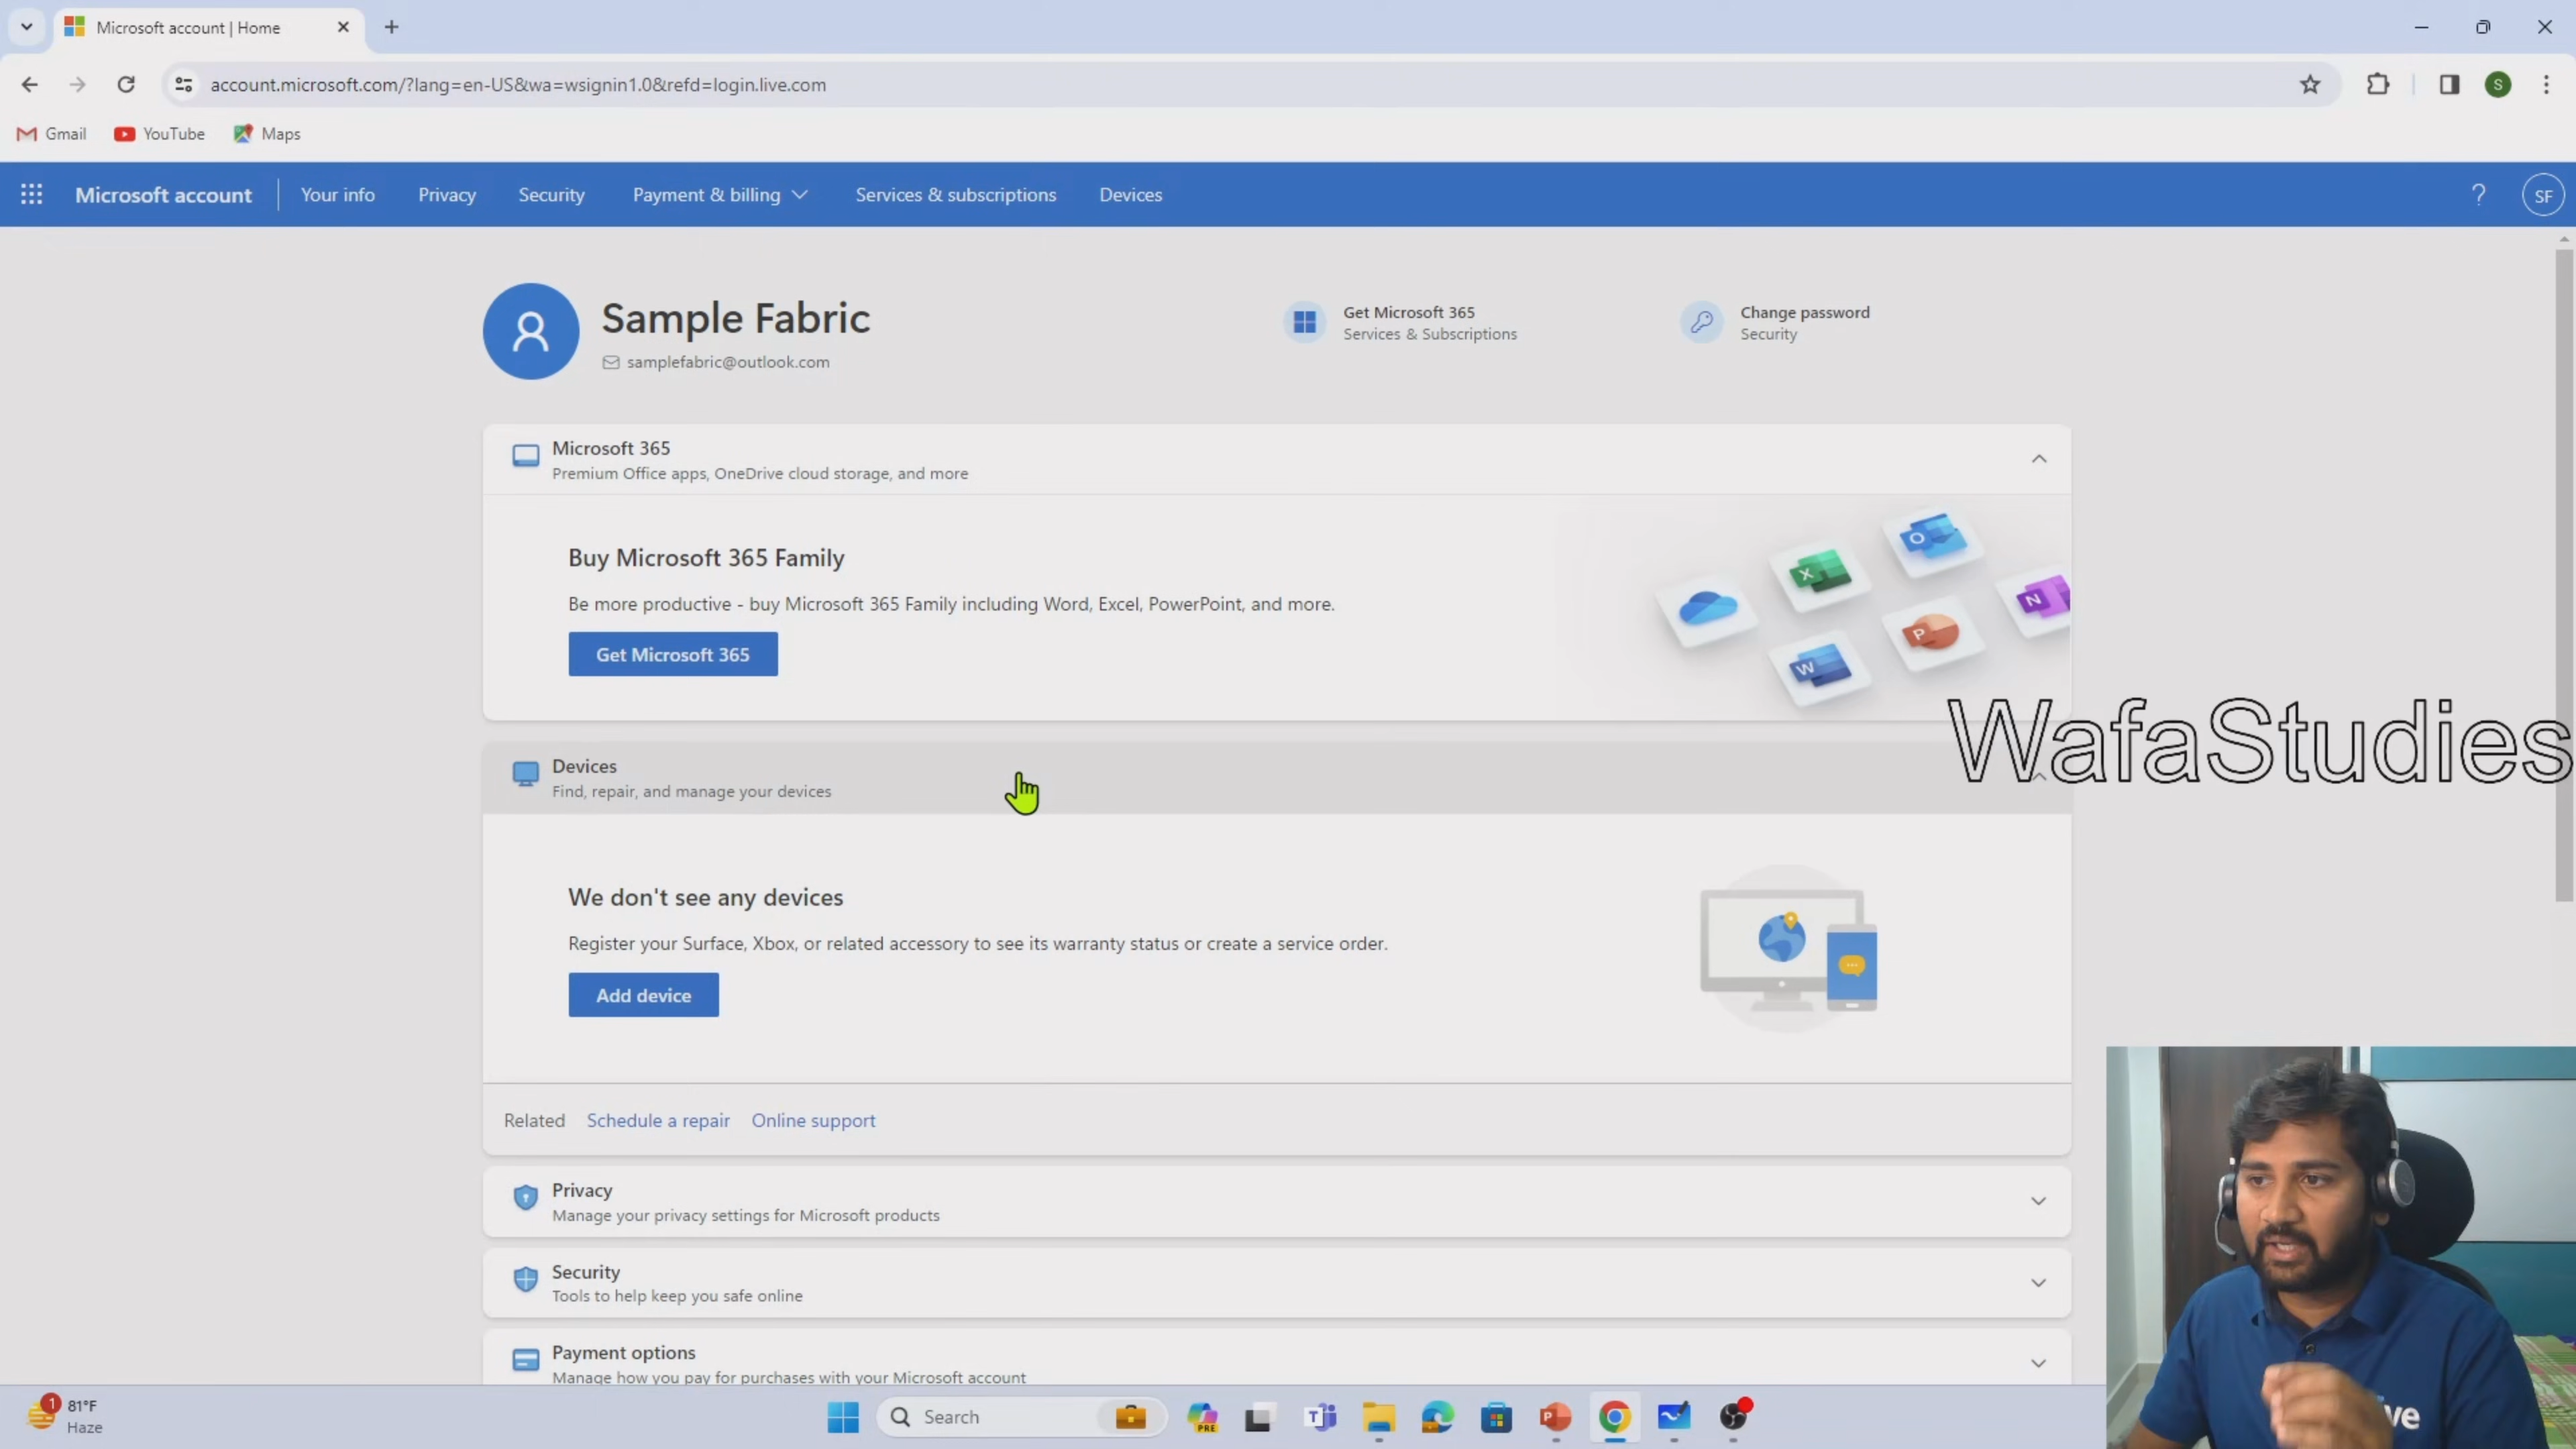 Microsoft account | Home
account.microsoft.com/?lang=en-US&wa=wsignin1.0&refd=login.live.com
S
Gmail
YouTube
Maps
Microsoft account
Your info
Privacy
Security
Payment & billing
Services & subscriptions
Devices
?
SF
Sample Fabric
samplefabric@outlook.com
Get Microsoft 365
Services & Subscriptions
Change password
Security
Microsoft 365
Premium Office apps, OneDrive cloud storage, and more
Buy Microsoft 365 Family
Be more productive - buy Microsoft 365 Family including Word, Excel, PowerPoint, and more.
Get Microsoft 365
X
O
N
P
W
WafaStudies
Devices
Find, repair, and manage your devices
We don't see any devices
Register your Surface, Xbox, or related accessory to see its warranty status or create a service order.
Add device
Related Schedule a repair Online support
Privacy
Manage your privacy settings for Microsoft products
Security
Tools to help keep you safe online
Payment options
Manage how you pay for purchases with your Microsoft account
1
81°F
Haze
Search
PRE
T
P
ve